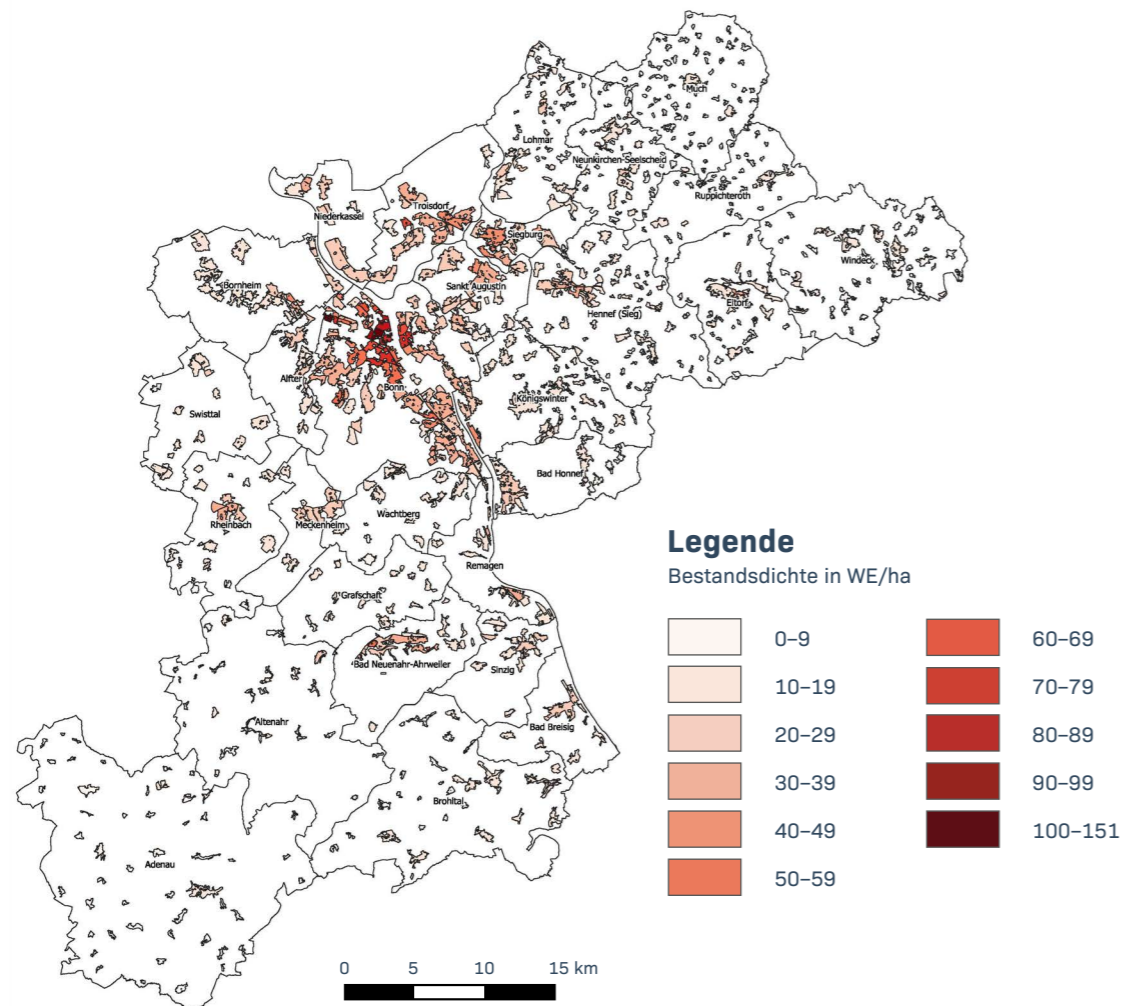 Much
Lohmar
Neunkirchen-Seelscheid
Ruppichteroth
Troisdorf
Niederkassel
Siegburg
Windeck
Bornheim
Sankt Augustin
Eitorf
Hennef (Sieg)
Alfter
Bonn
Königswinter
Swisttal
Bad Honnef
Wachtberg
Rheinbach
Meckenheim
Remagen
Grafschaft
Bad Neuenahr-Ahrweiler
Sinzig
Altenahr
Bad Breisig
Brohltal
Adenau
Legende
Bestandsdichte in WE/ha
0–9
10–19
20–29
30–39
40–49
50–59
60–69
70–79
80–89
90–99
100–151
0 5 10 15 km